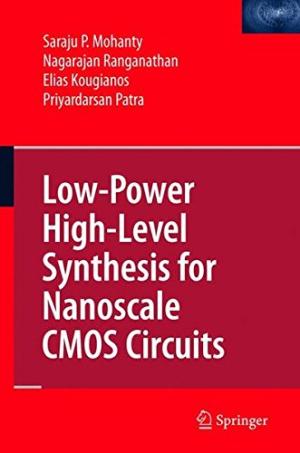 Saraju P. Mohanty
Nagarajan Ranganathan
Elias Kougianos
Priyardarsan Patra
Low-Power
High-Level
Synthesis for
Nanoscale
CMOS Circuits
Springer